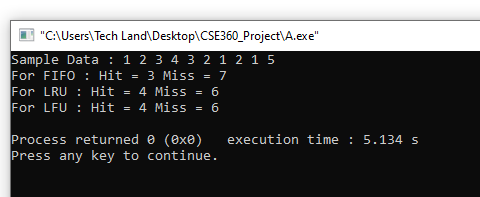 "C:\Users\Tech Land\Desktop\CSE360_Project\A.exe"
Sample Data : 1 2 3 4 3 2 1 2 1 5
For FIFO : Hit = 3 Miss = 7
For LRU : Hit = 4 Miss = 6
For LFU : Hit = 4 Miss = 6
Process returned 0 (0x0)   execution time : 5.134 s
Press any key to continue.